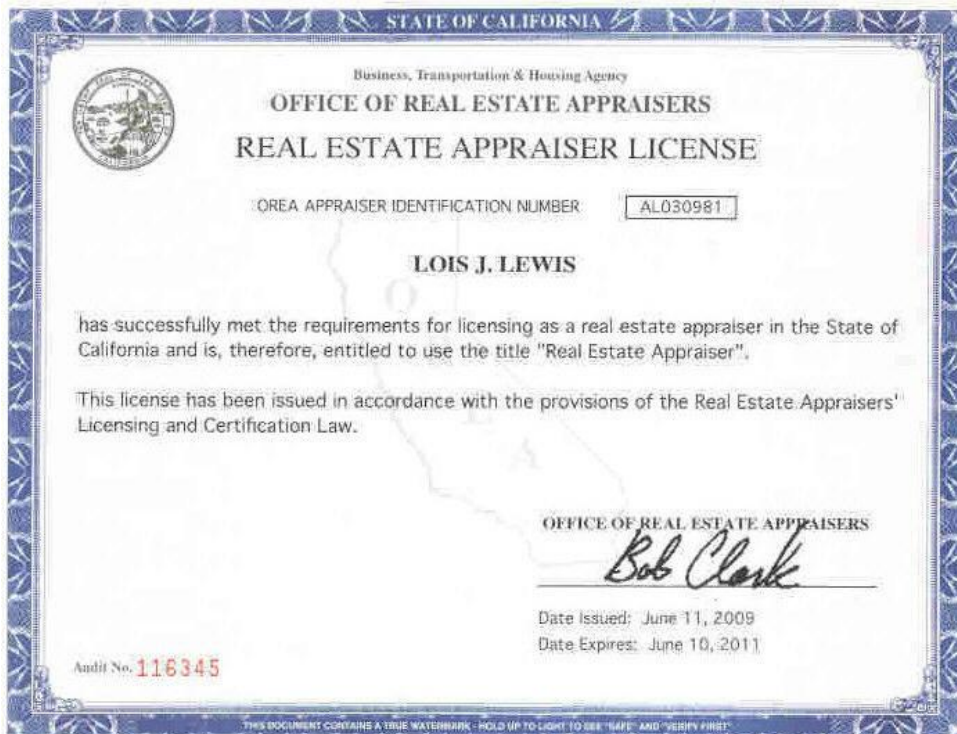 STATE OF CALIFORNIA
Business, Transportation & Housing Agency
OFFICE OF REAL ESTATE APPRAISERS
REAL ESTATE APPRAISER LICENSE
OREA APPRAISER IDENTIFICATION NUMBER AL030981
LOIS J. LEWIS
has successfully met the requirements for licensing as a real estate appraiser in the State of
California and is, therefore, entitled to use the title "Real Estate Appraiser".
This license has been issued in accordance with the provisions of the Real Estate Appraisers'
Licensing and Certification Law.
O
E
A
OFFICE OF REAL ESTATE APPRAISERS
Bob Clark
Date Issued: June 11, 2009
Date Expires: June 10, 2011
Audit No. 116345
THIS DOCUMENT CONTAINS A TRUE WATERMARK - HOLD UP TO LIGHT TO SEE "SAFE" AND "VERIFY FIRST"